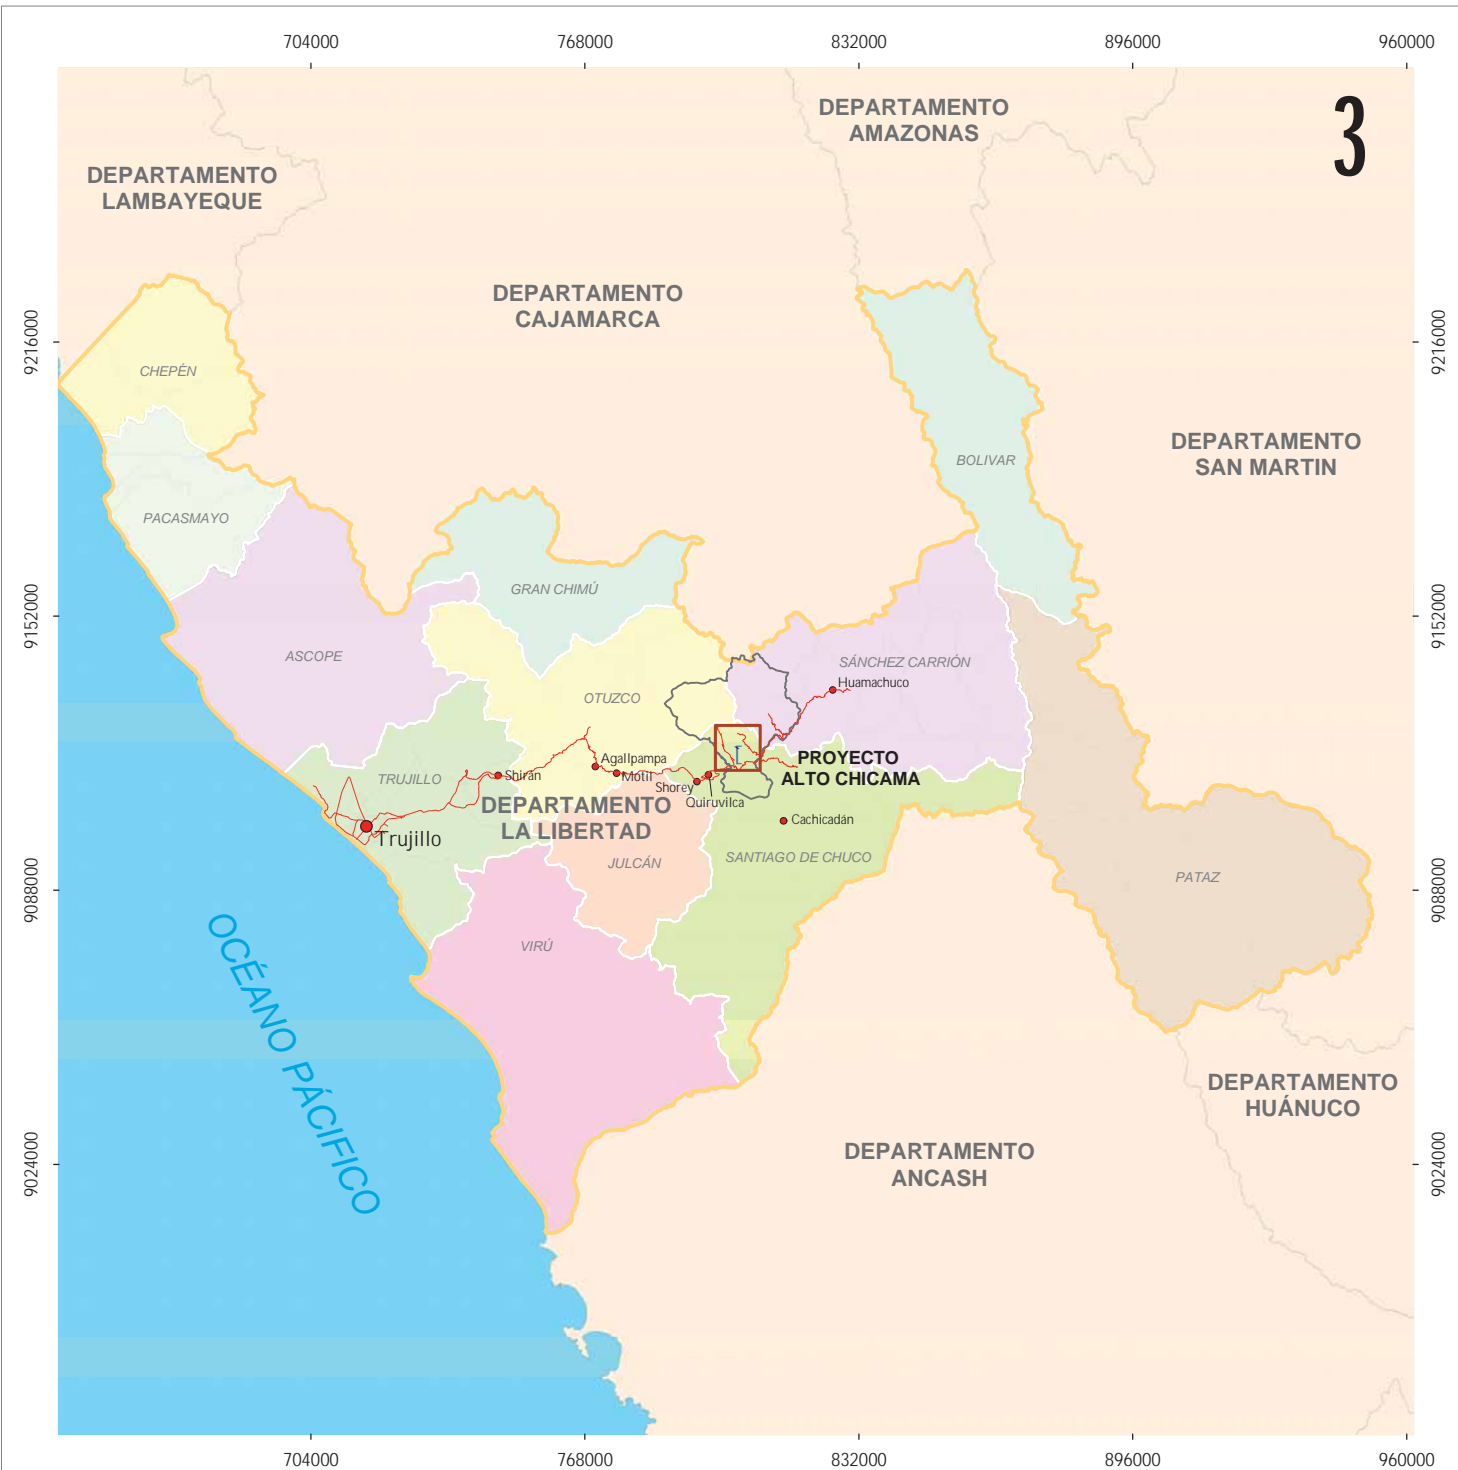 704000
768000
832000
896000
960000
3
DEPARTAMENTO
AMAZONAS
DEPARTAMENTO
LAMBAYEQUE
DEPARTAMENTO
CAJAMARCA
9216000
9216000
CHEPÉN
DEPARTAMENTO
SAN MARTIN
BOLIVAR
PACASMAYO
GRAN CHIMÚ
9152000
9152000
ASCOPE
SÁNCHEZ CARRIÓN
Huamachuco
OTUZCO
Agallpampa
PROYECTO
ALTO CHICAMA
TRUJILLO
Shirán
Motil
Shorey
Quiruvilca
DEPARTAMENTO
LA LIBERTAD
Cachicadán
Trujillo
JULCÁN
SANTIAGO DE CHUCO
PATAZ
9088000
9088000
VIRÚ
OCÉANO PÁCIFICO
DEPARTAMENTO
HUÁNUCO
DEPARTAMENTO
ANCASH
9024000
9024000
704000
768000
832000
896000
960000